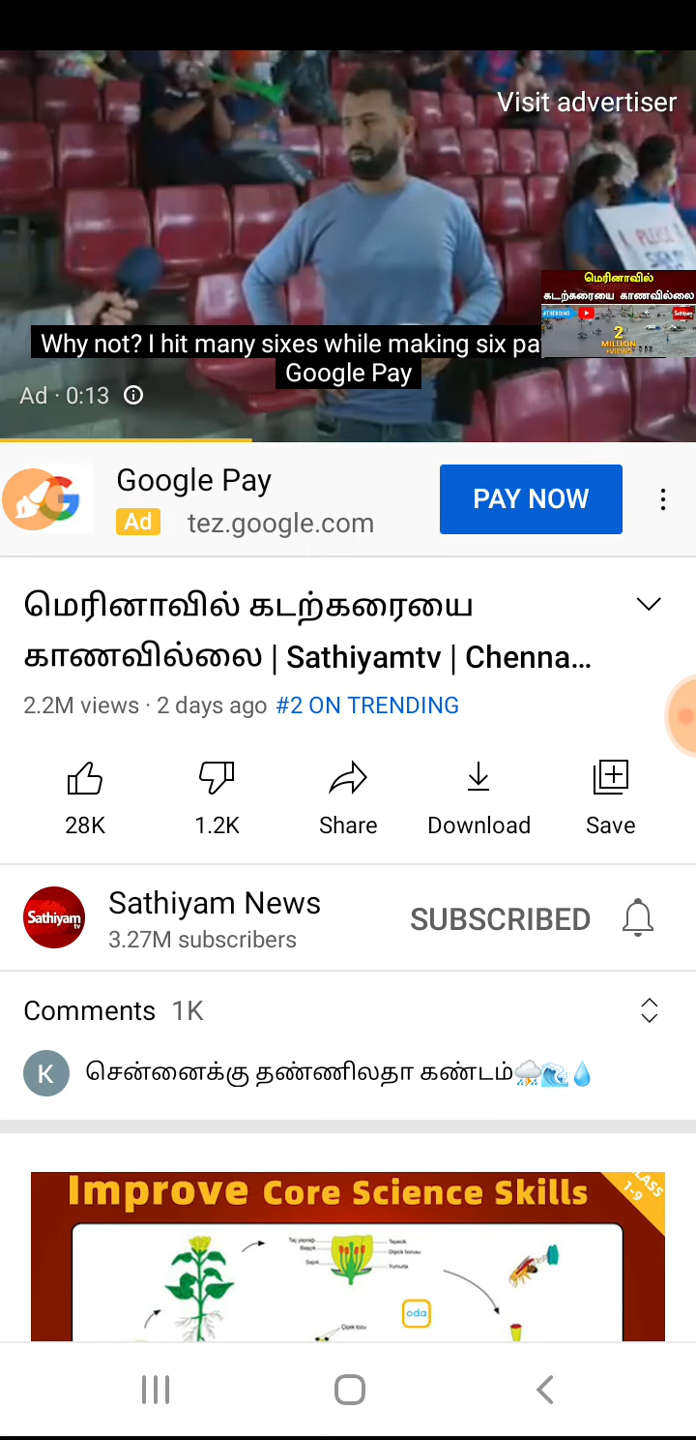 Visit advertiser
மெரினாவில்
கடற்கரையை காணவில்லை
#TRENDING
Sathiyam
2
MILLION
Why not? I hit many sixes while making six pa
Google Pay
Ad · 0:13
Google Pay
PAY NOW
Ad tez.google.com
மெரினாவில் கடற்கரையை
காணவில்லை | Sathiyamtv | Chenna...
2.2M views · 2 days ago #2 ON TRENDING
28K 1.2K Share Download Save
Sathiyam tv
Sathiyam News
3.27M subscribers
SUBSCRIBED
Comments 1K
K சென்னைக்கு தண்ணிலதா கண்டம்🌧️🌊💧
Improve Core Science Skills
CLASS
1-9
oda